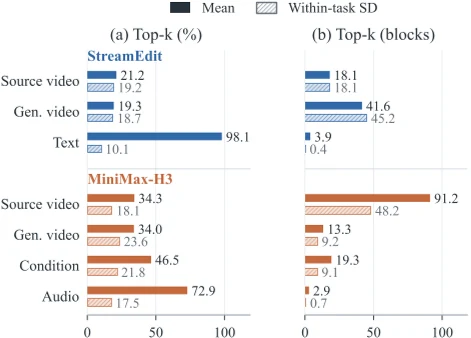 Mean Within-task SD
(a) Top-k (%) (b) Top-k (blocks)
StreamEdit
Source video 21.2 18.1
19.2 18.1
Gen. video 19.3 41.6
18.7 45.2
Text 98.1 3.9
10.1 0.4
MiniMax-H3
Source video 34.3 91.2
18.1 48.2
Gen. video 34.0 13.3
23.6 9.2
Condition 46.5 19.3
21.8 9.1
Audio 72.9 2.9
17.5 0.7
0 50 100 0 50 100